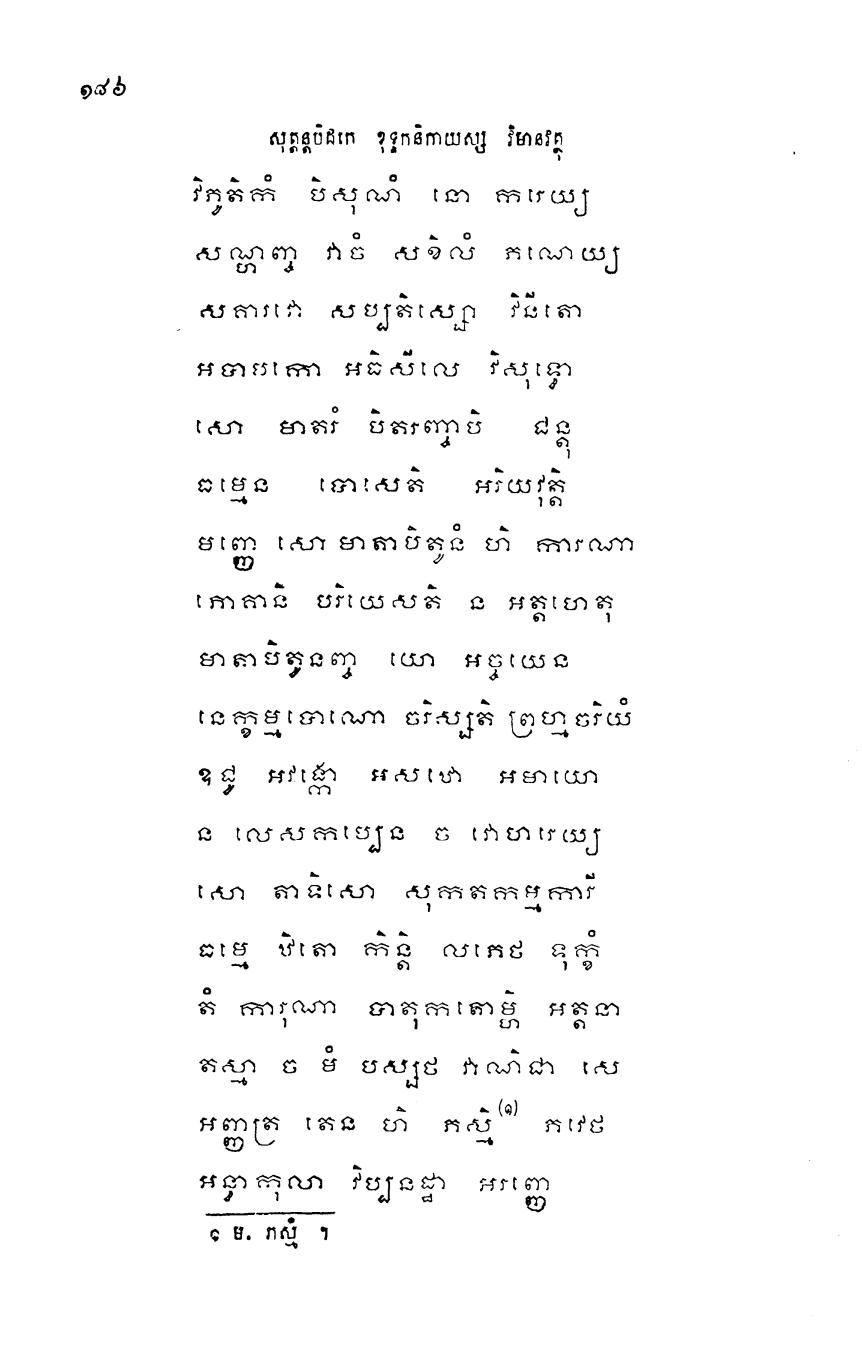 ១៨៦
សុត្តន្តបិដកេ ខុទ្ទកនិកាយស្ស វិមានវត្ថុ
វិភូតិកំ បិសុណំ នោ ករេយ្យ
សណ្ហញ្ច វាចំ សខិលំ ភណេយ្យ
សគារវោ សប្បតិស្សោ វិនីតោ
អបាបកោ អធិសីលេ វិសុទ្ធោ
សោ មាតរំ បិតរញ្ចាបិ ជន្តុ
ធម្មេន បោសេតិ អរិយវុត្តិ
មញ្ញេ សោ មាតាបិតូនំ ហិ ការណា
ភោគានិ បរិយេសតិ ន អត្តហេតុ
មាតាបិតូនញ្ច យោ អច្ចយេន
នេក្ខម្មបោណោ ចរិស្សតិ ព្រហ្មចរិយំ
ឧជូ អវង្កោ អសឋោ អមាយោ
ន លេសកប្បេន ច វោហរេយ្យ
សោ តាទិសោ សុកតកម្មការី
ធម្មេ ឋិតោ កិន្តិ លភេថ ទុក្ខំ
តំ ការណា បាតុកតោម្ហិ អត្តនា
តស្មា ច មំ បស្សថ វាណិជា សេ
អញ្ញត្រ តេន ហិ ភស្មិ(១) ភវេថ
អន្ធាកុលា វិប្បនដ្ឋា អរញ្ញេ
១ ម. ភាស្មី ។